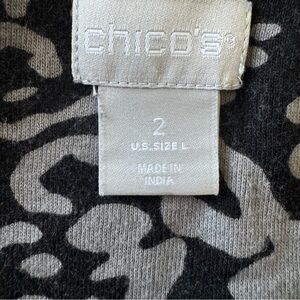 chico's®
2
U.S. SIZE L
MADE IN
INDIA